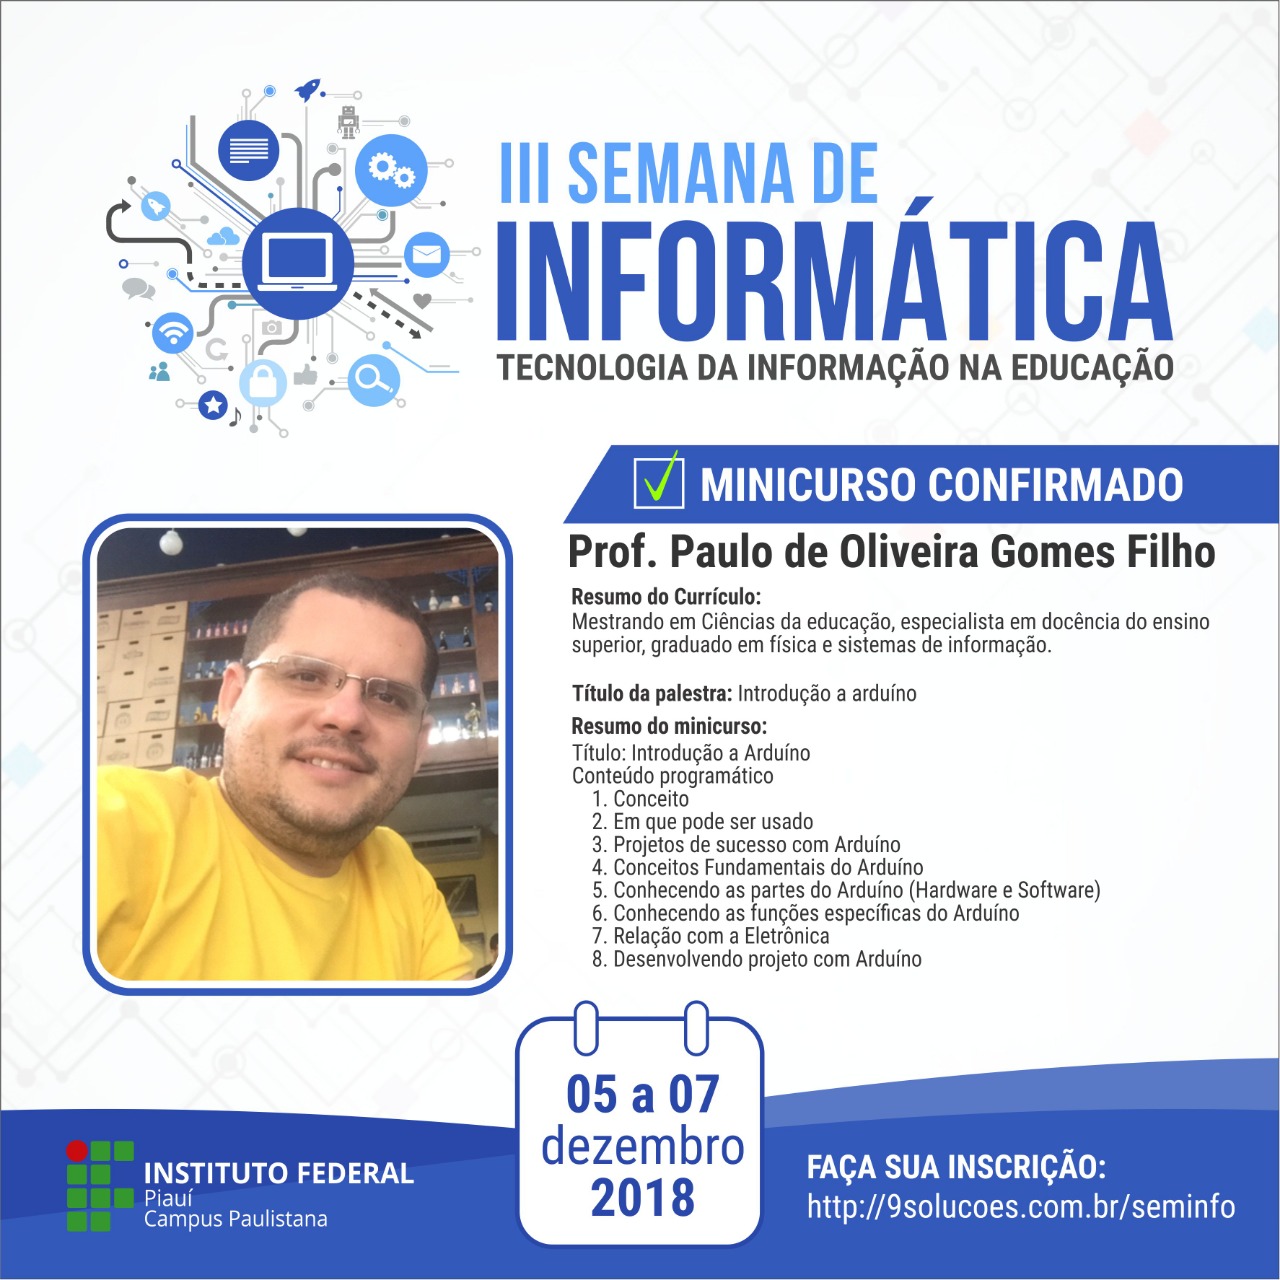 III SEMANA DE
INFORMÁTICA
TECNOLOGIA DA INFORMAÇÃO NA EDUCAÇÃO
MINICURSO CONFIRMADO
Prof. Paulo de Oliveira Gomes Filho
Resumo do Currículo:
Mestrando em Ciências da educação, especialista em docência do ensino
superior, graduado em física e sistemas de informação.
Título da palestra: Introdução a arduíno
Resumo do minicurso:
Título: Introdução a Arduíno
Conteúdo programático
1. Conceito
2. Em que pode ser usado
3. Projetos de sucesso com Arduíno
4. Conceitos Fundamentais do Arduíno
5. Conhecendo as partes do Arduíno (Hardware e Software)
6. Conhecendo as funções específicas do Arduíno
7. Relação com a Eletrônica
8. Desenvolvendo projeto com Arduíno
05 a 07
dezembro
2018
INSTITUTO FEDERAL
Piauí
Campus Paulistana
FAÇA SUA INSCRIÇÃO:
http://9solucoes.com.br/seminfo